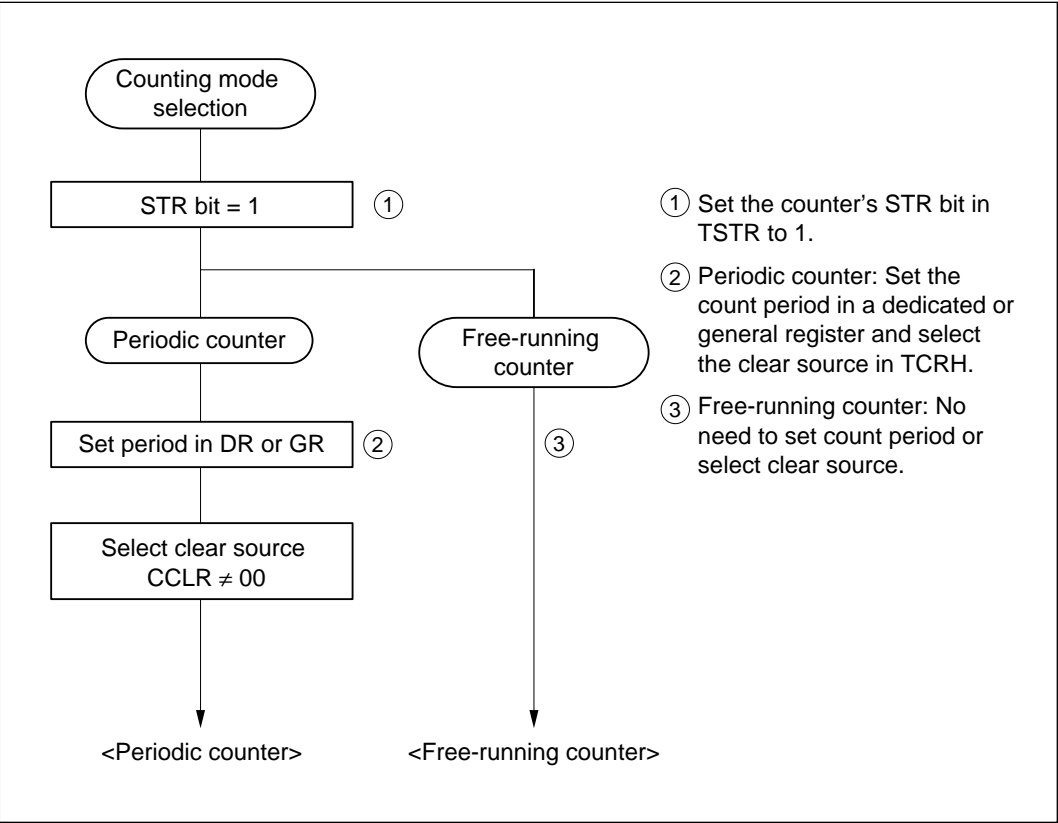 Counting mode
selection
STR bit = 1
1
Periodic counter
Free-running
counter
Set period in DR or GR
2
3
Select clear source
CCLR ≠ 00
<Periodic counter>
<Free-running counter>
1 Set the counter's STR bit in
TSTR to 1.
2 Periodic counter: Set the
count period in a dedicated or
general register and select
the clear source in TCRH.
3 Free-running counter: No
need to set count period or
select clear source.